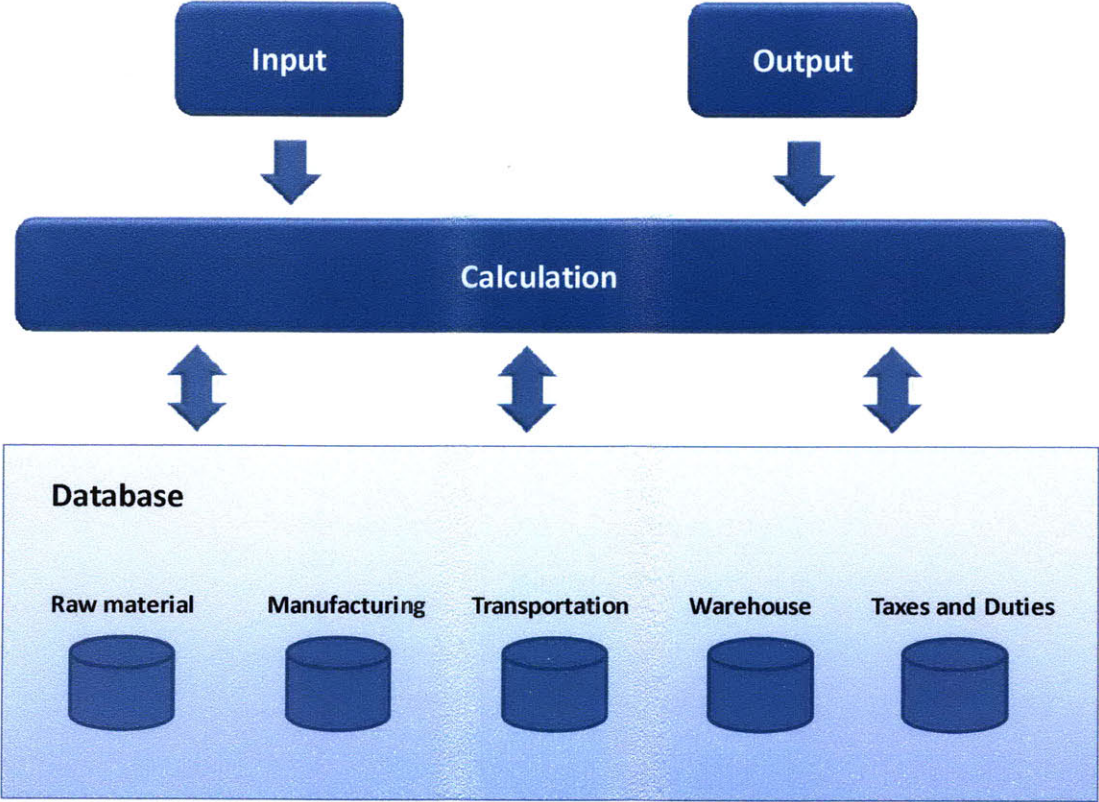 Input
Output
Calculation
Database
Raw material
Manufacturing
Transportation
Warehouse
Taxes and Duties